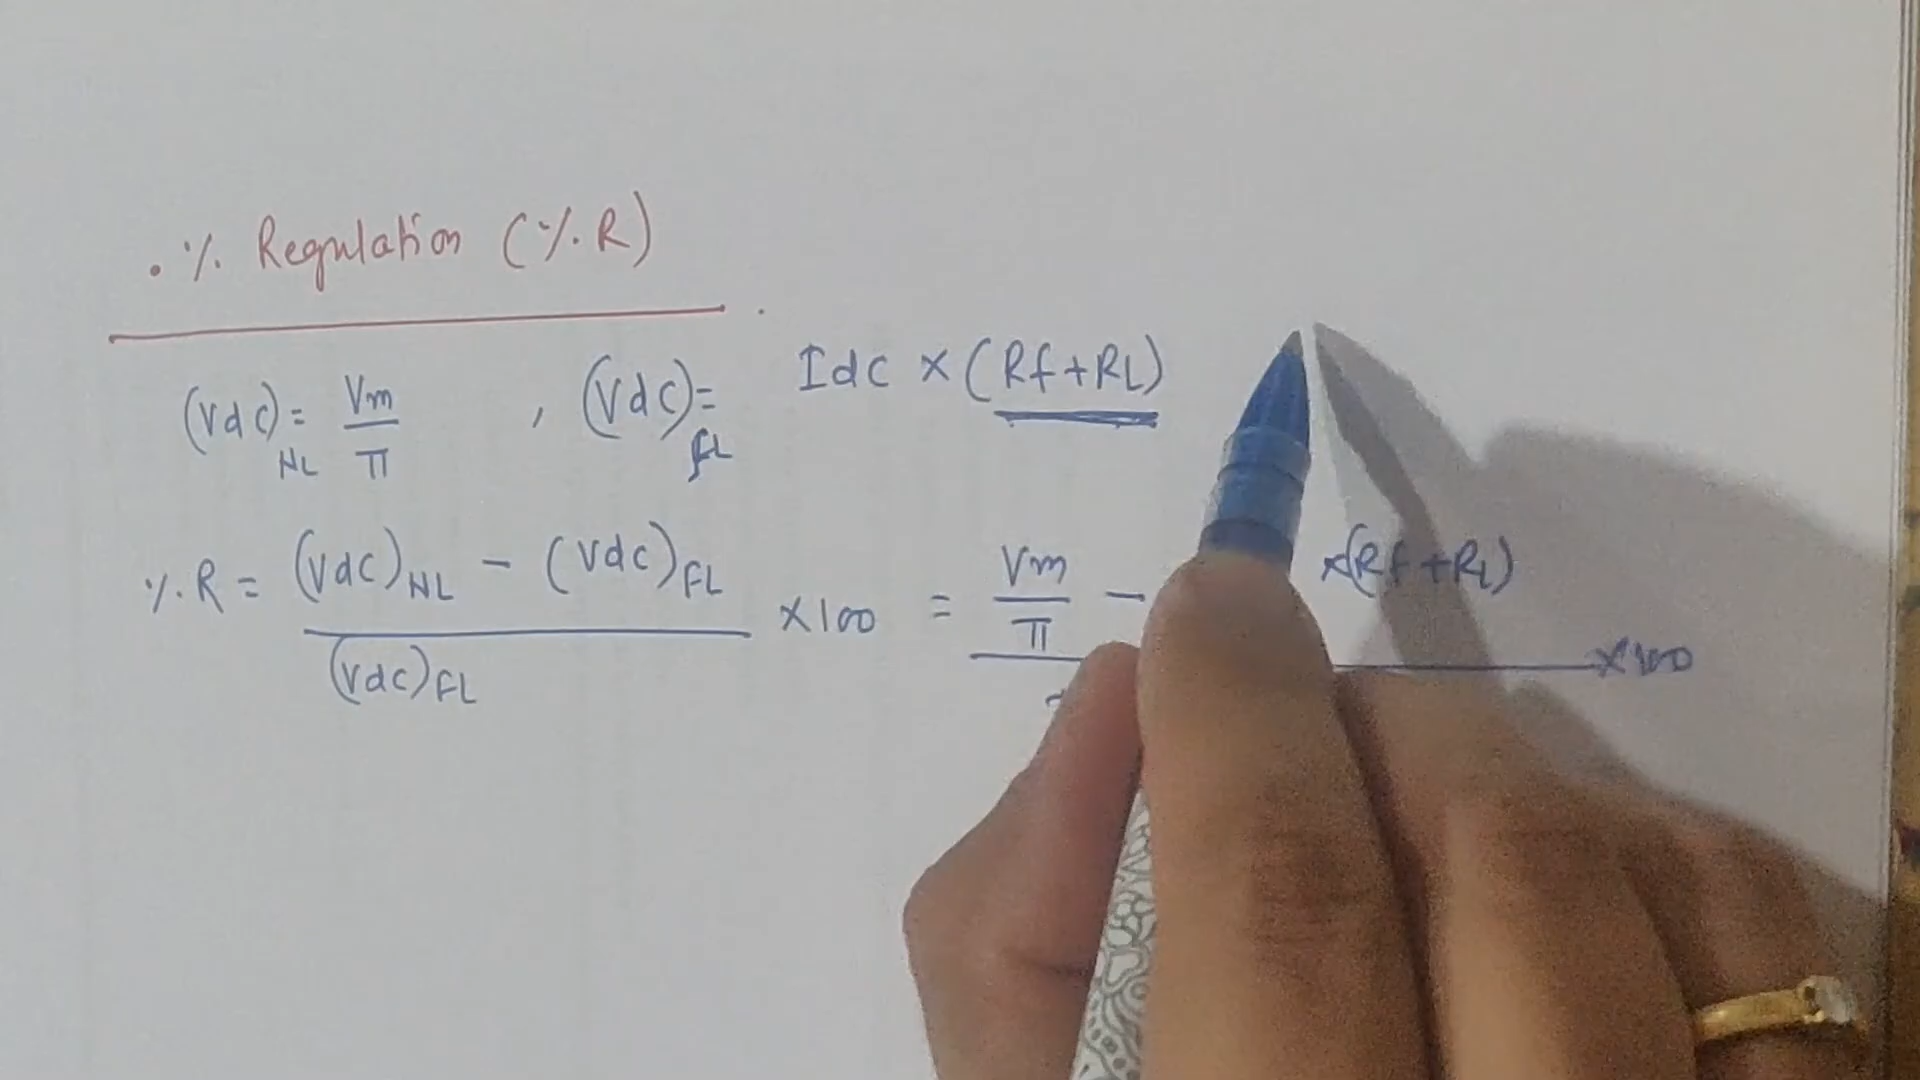 .% Regulation (%R)
(Vdc)NL = Vm/π , (Vdc)FL = Idc × (Rf+RL)
%R = (Vdc)NL - (Vdc)FL / (Vdc)FL ×100 = Vm/π - ×(Rf+RL) ×100